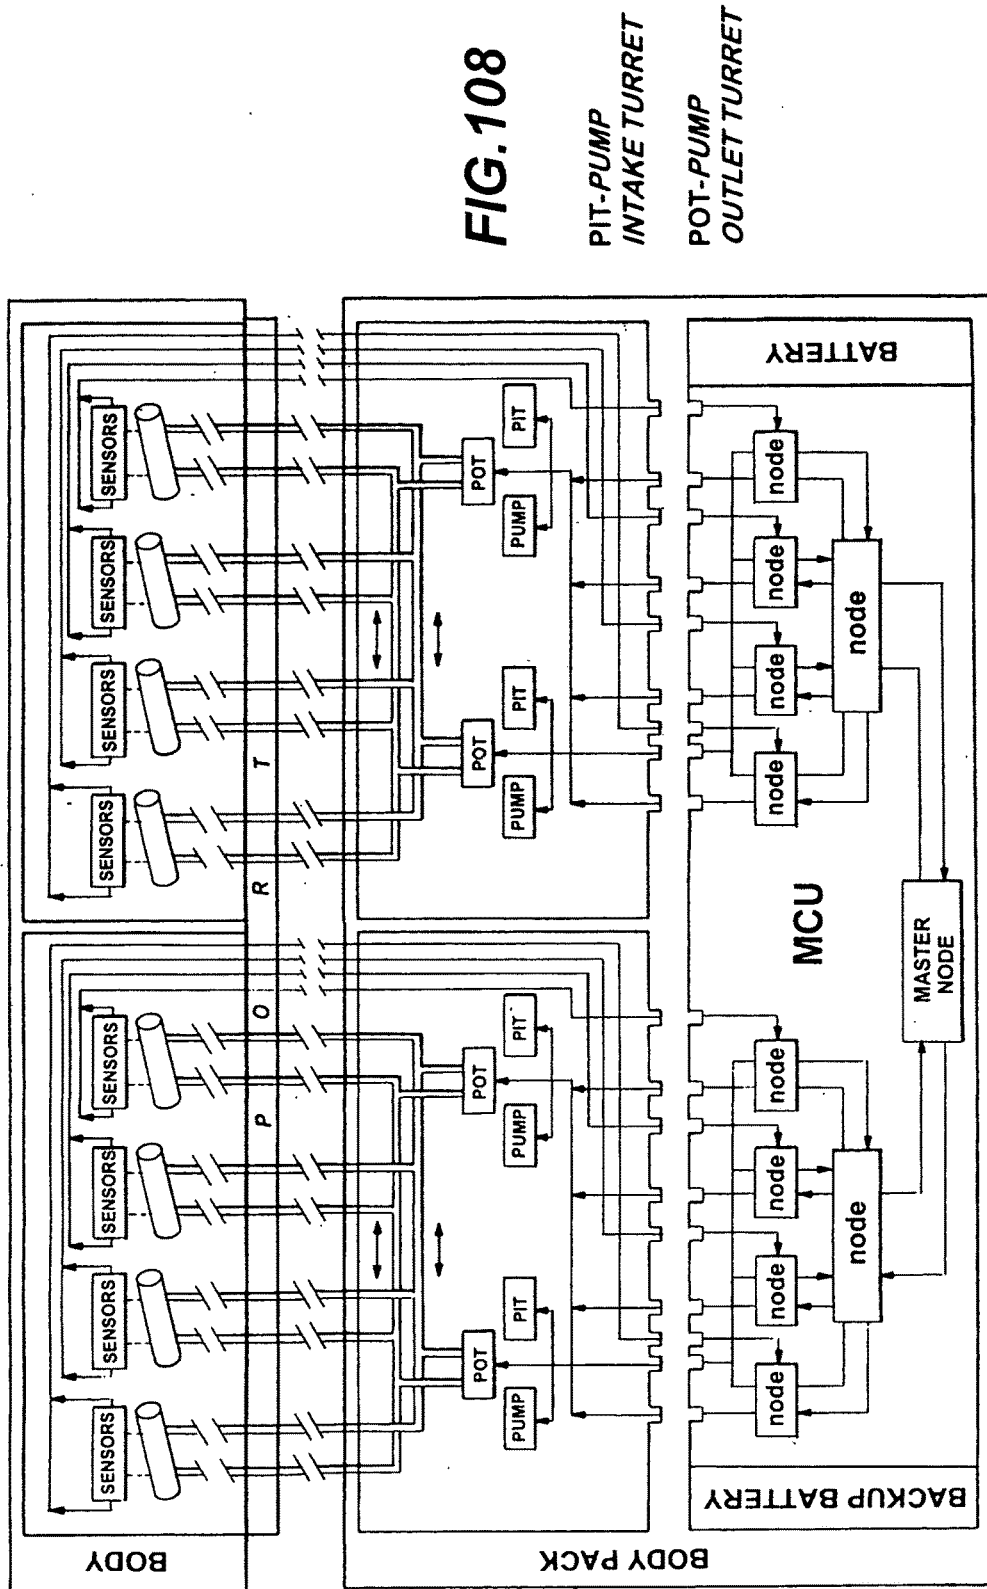 FIG.108
PIT-PUMP
INTAKE TURRET
POT-PUMP
OUTLET TURRET
BODY
SENSORS
SENSORS
SENSORS
SENSORS
SENSORS
SENSORS
SENSORS
SENSORS
P O R T
BODY PACK
POT
POT
POT
POT
PUMP
PIT
PUMP
PIT
PUMP
PIT
PUMP
PIT
BACKUP BATTERY
node
node
node
node
node
node
node
node
node
node
MCU
MASTER
NODE
BATTERY